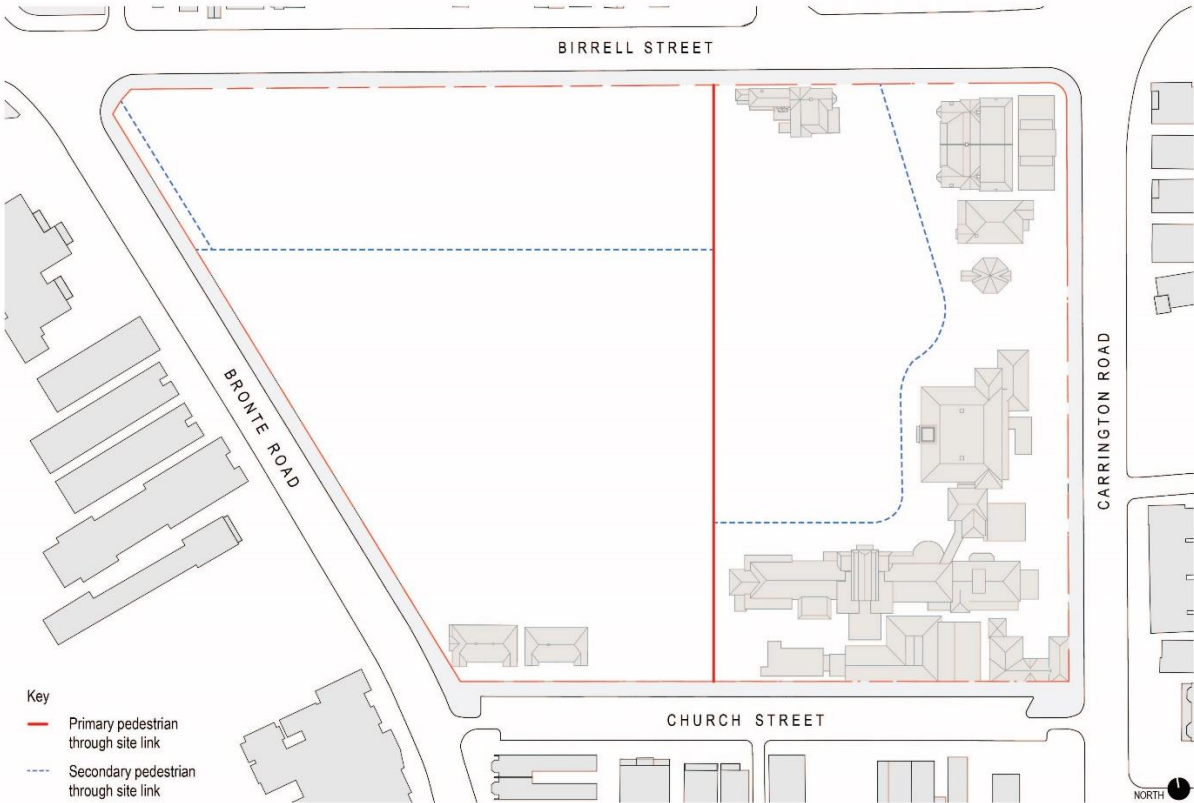 BIRRELL STREET
BRONTE ROAD
CARRINGTON ROAD
CHURCH STREET
Key
Primary pedestrian
through site link
Secondary pedestrian
through site link
NORTH